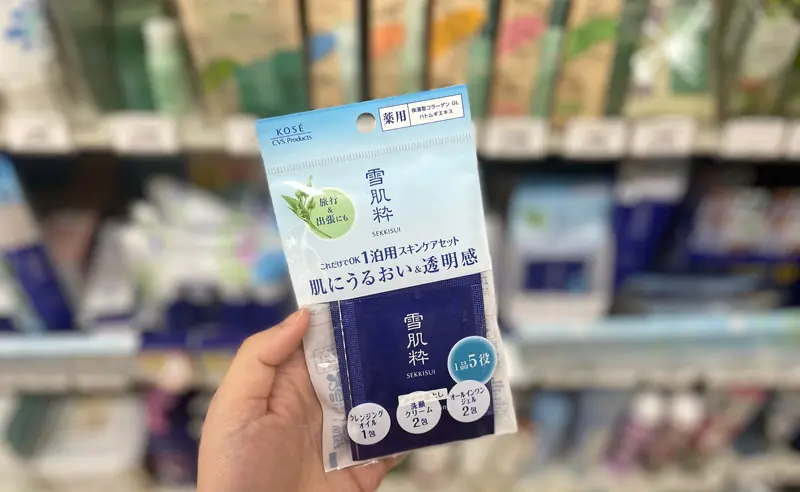 KOSÉ
CVS Products
薬用
保湿型コラーゲン GL
ハトムギエキス
旅行
&
出張にも
雪肌粋
SEKKISUI
これだけでOK 1泊用スキンケアセット
肌にうるおい&透明感
雪肌粋
SEKKISUI
1品5役
クレンジング
オイル
1包
洗顔
クリーム
2包
オールインワン
ジェル
2包